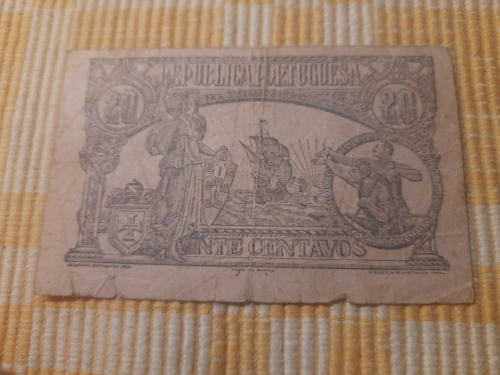 REPUBLICA PORTUGUESA
20 20
VINTE CENTAVOS